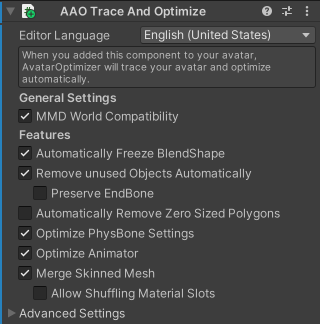 AAO Trace And Optimize
Editor Language
English (United States)
When you added this component to your avatar,
AvatarOptimizer will trace your avatar and optimize
automatically.
General Settings
MMD World Compatibility
Features
Automatically Freeze BlendShape
Remove unused Objects Automatically
Preserve EndBone
Automatically Remove Zero Sized Polygons
Optimize PhysBone Settings
Optimize Animator
Merge Skinned Mesh
Allow Shuffling Material Slots
Advanced Settings